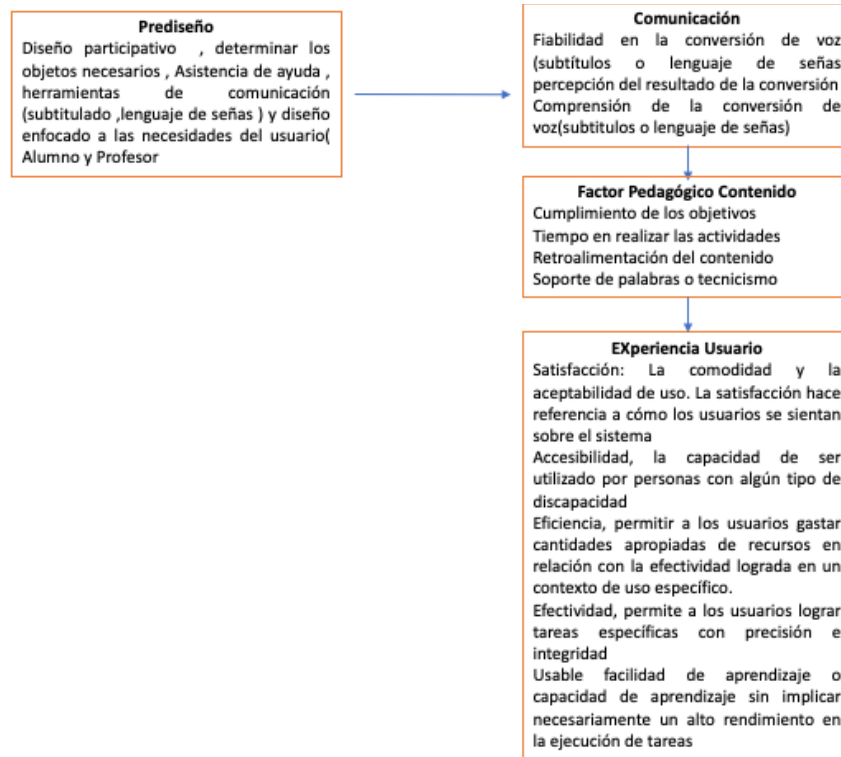 Prediseño
Diseño participativo , determinar los
objetos necesarios , Asistencia de ayuda ,
herramientas de comunicación
(subtitulado ,lenguaje de señas ) y diseño
enfocado a las necesidades del usuario(
Alumno y Profesor
Comunicación
Fiabilidad en la conversión de voz
(subtítulos o lenguaje de señas
percepción del resultado de la conversión
Comprensión de la conversión de
voz(subtitulos o lenguaje de señas)
Factor Pedagógico Contenido
Cumplimiento de los objetivos
Tiempo en realizar las actividades
Retroalimentación del contenido
Soporte de palabras o tecnicismo
EXperiencia Usuario
Satisfacción: La comodidad y la
aceptabilidad de uso. La satisfacción hace
referencia a cómo los usuarios se sientan
sobre el sistema
Accesibilidad, la capacidad de ser
utilizado por personas con algún tipo de
discapacidad
Eficiencia, permitir a los usuarios gastar
cantidades apropiadas de recursos en
relación con la efectividad lograda en un
contexto de uso específico.
Efectividad, permite a los usuarios lograr
tareas específicas con precisión e
integridad
Usable facilidad de aprendizaje o
capacidad de aprendizaje sin implicar
necesariamente un alto rendimiento en
la ejecución de tareas